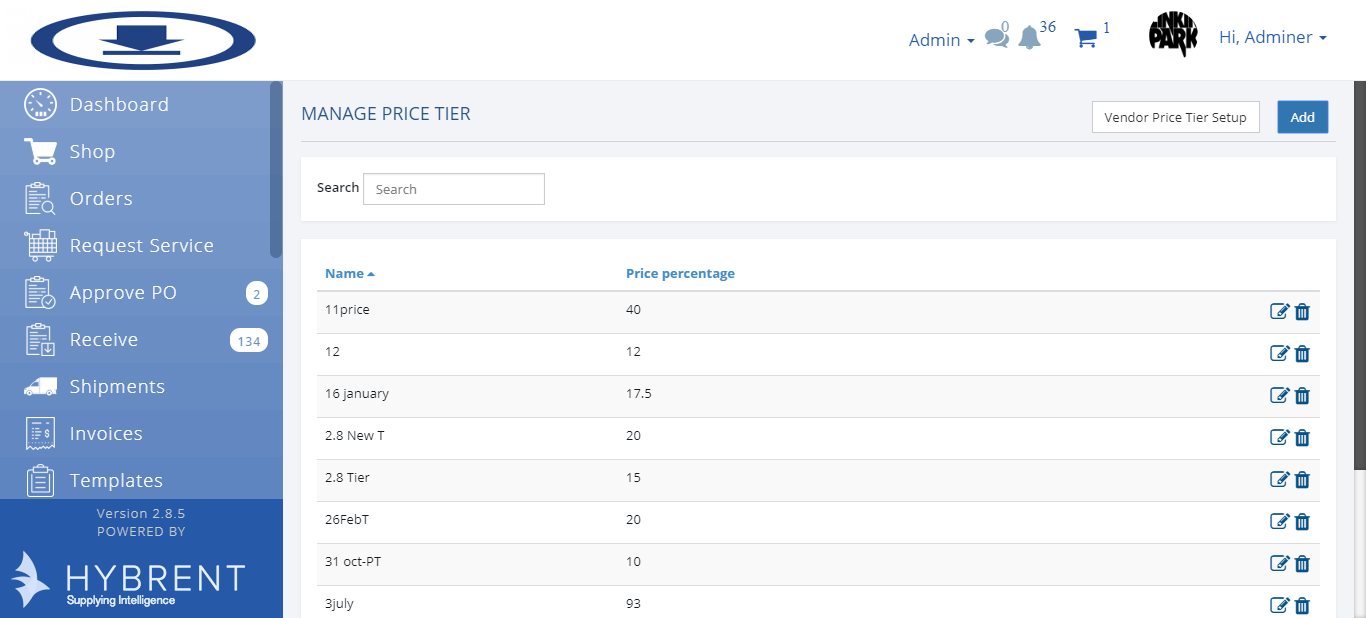 Admin 0 36 1 Hi, Adminer
LINKIN
PARK
Dashboard
Shop
Orders
Request Service
Approve PO 2
Receive 134
Shipments
Invoices
Templates
Version 2.8.5
POWERED BY
HYBRENT
Supplying Intelligence
MANAGE PRICE TIER
Vendor Price Tier Setup Add
Search Search
Name Price percentage
11price 40
12 12
16 january 17.5
2.8 New T 20
2.8 Tier 15
26FebT 20
31 oct-PT 10
3july 93